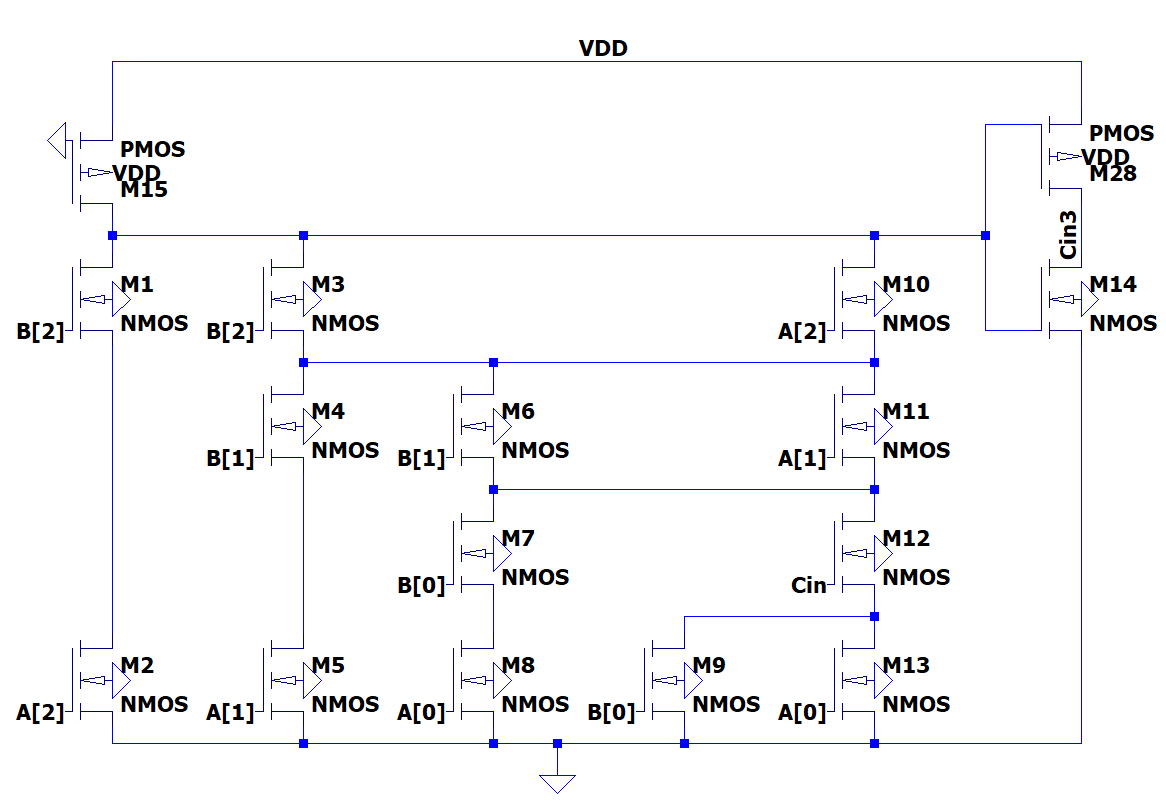 VDD
PMOS
VDD
M15
PMOS
VDD
M28
Cin3
M1
NMOS
B[2]
M3
NMOS
B[2]
M10
NMOS
A[2]
M14
NMOS
M4
NMOS
B[1]
M6
NMOS
B[1]
M11
NMOS
A[1]
M7
NMOS
B[0]
M12
NMOS
Cin
M2
NMOS
A[2]
M5
NMOS
A[1]
M8
NMOS
A[0]
M9
NMOS
B[0]
M13
NMOS
A[0]